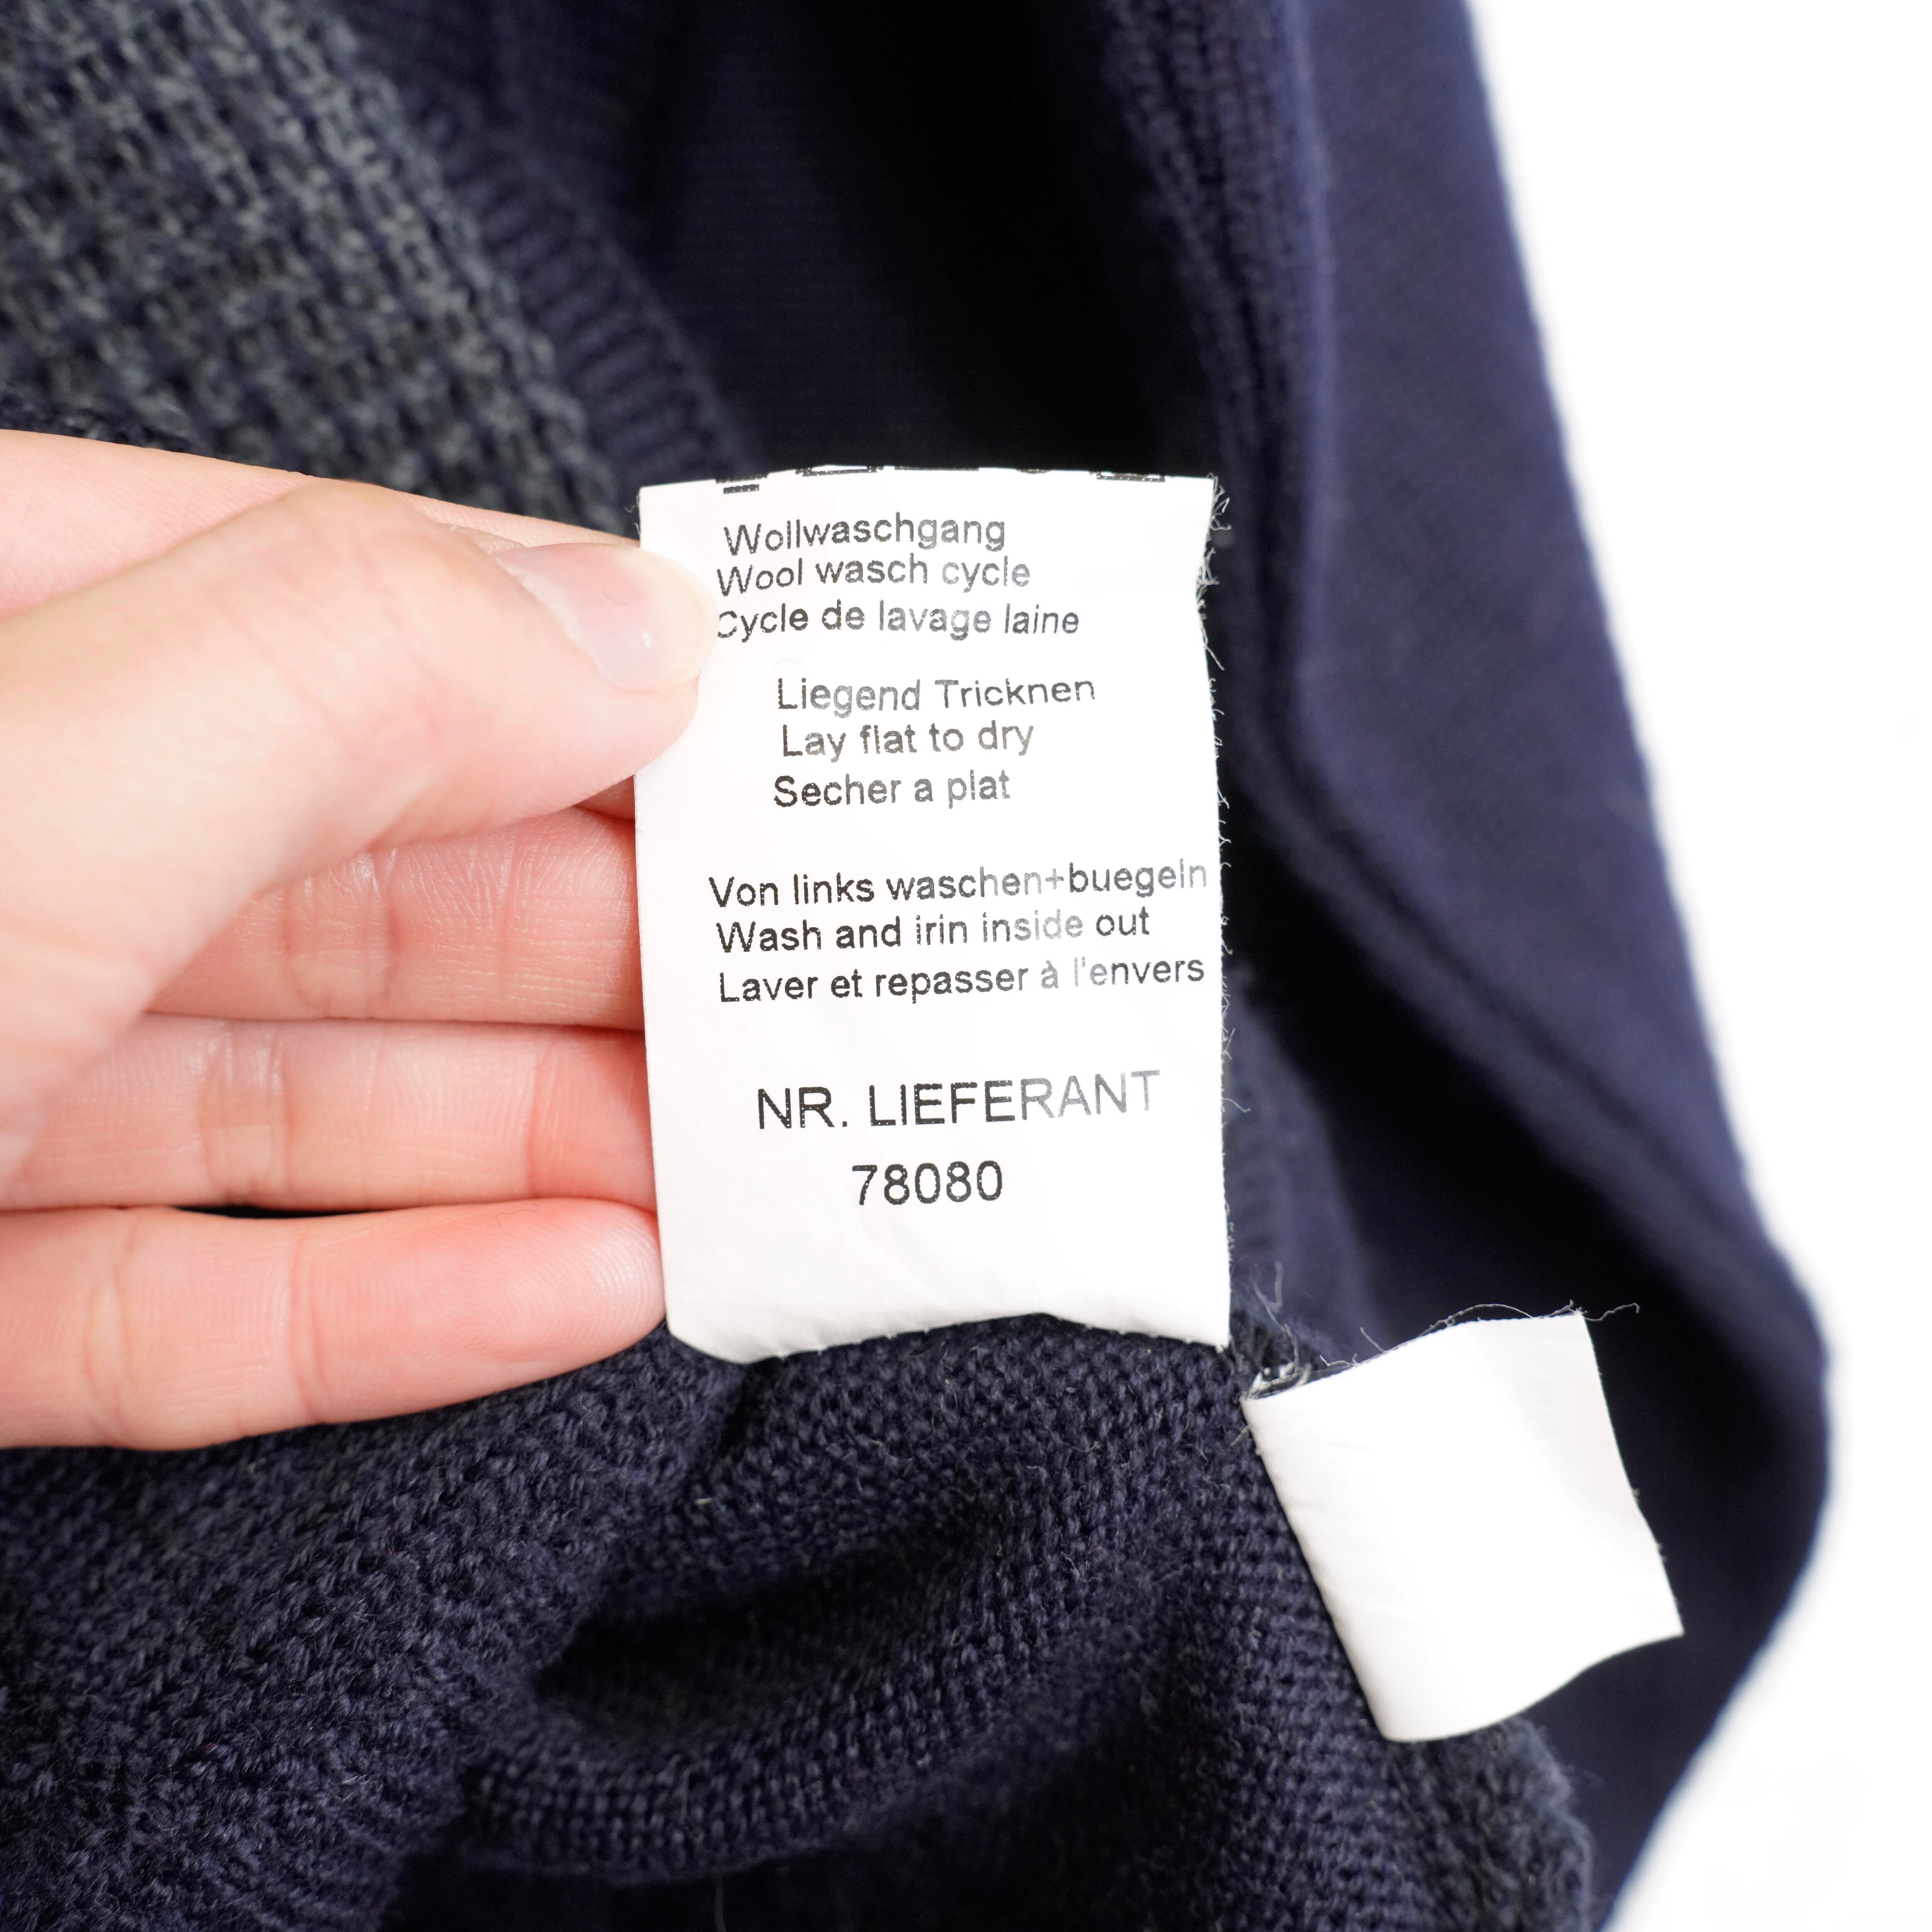 Wollwaschgang
Wool wasch cycle
Cycle de lavage laine
Liegend Tricknen
Lay flat to dry
Secher a plat
Von links waschen+buegeln
Wash and irin inside out
Laver et repasser à l'envers
NR. LIEFERANT
78080